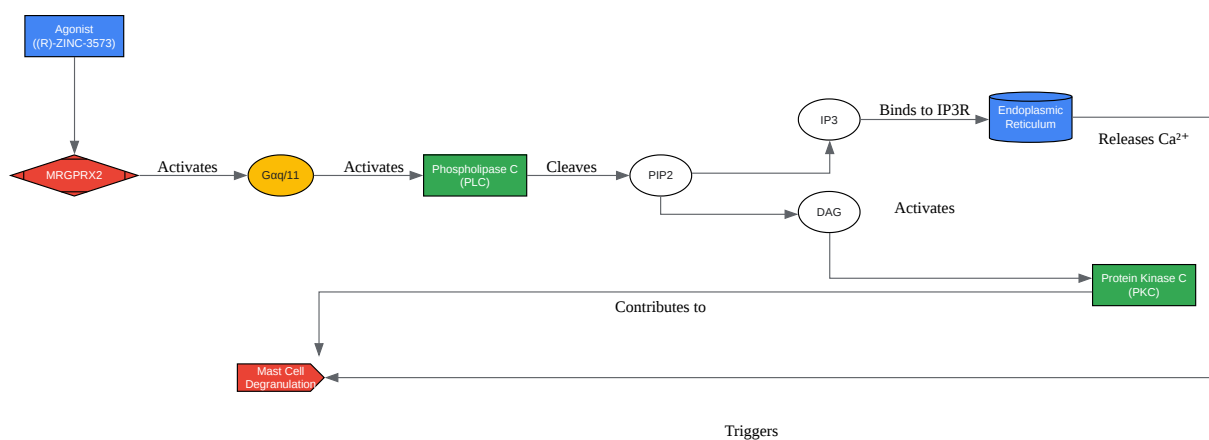 Agonist
((R)-ZINC-3573)
IP3
Binds to IP3R
Endoplasmic
Reticulum
Releases Ca²⁺
MRGPRX2
Activates
Gαq/11
Activates
Phospholipase C
(PLC)
Cleaves
PIP2
DAG
Activates
Protein Kinase C
(PKC)
Contributes to
Mast Cell
Degranulation
Triggers